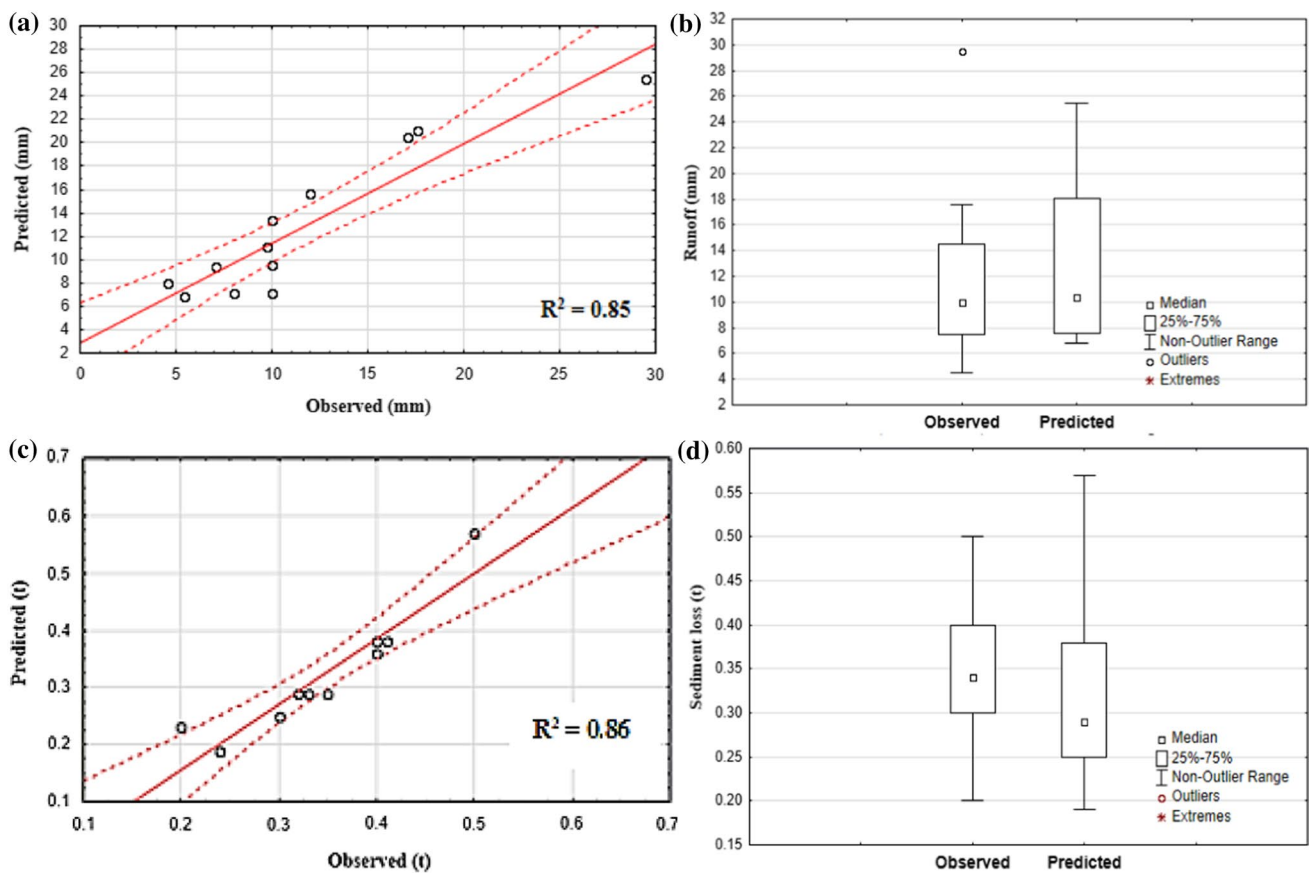 (a)
30
28
26
24
22
20
18
16
14
12
10
8
6
4
2
Predicted (mm)
R² = 0.85
0 5 10 15 20 25 30
Observed (mm)
(b)
32
30
28
26
24
22
20
18
16
14
12
10
8
6
4
2
Runoff (mm)
Median
25%-75%
Non-Outlier Range
Outliers
Extremes
Observed Predicted
(c)
0.7
0.6
0.5
0.4
0.3
0.2
0.1
Predicted (t)
R² = 0.86
0.1 0.2 0.3 0.4 0.5 0.6 0.7
Observed (t)
(d)
0.60
0.55
0.50
0.45
0.40
0.35
0.30
0.25
0.20
0.15
Sediment loss (t)
Median
25%-75%
Non-Outlier Range
Outliers
Extremes
Observed Predicted